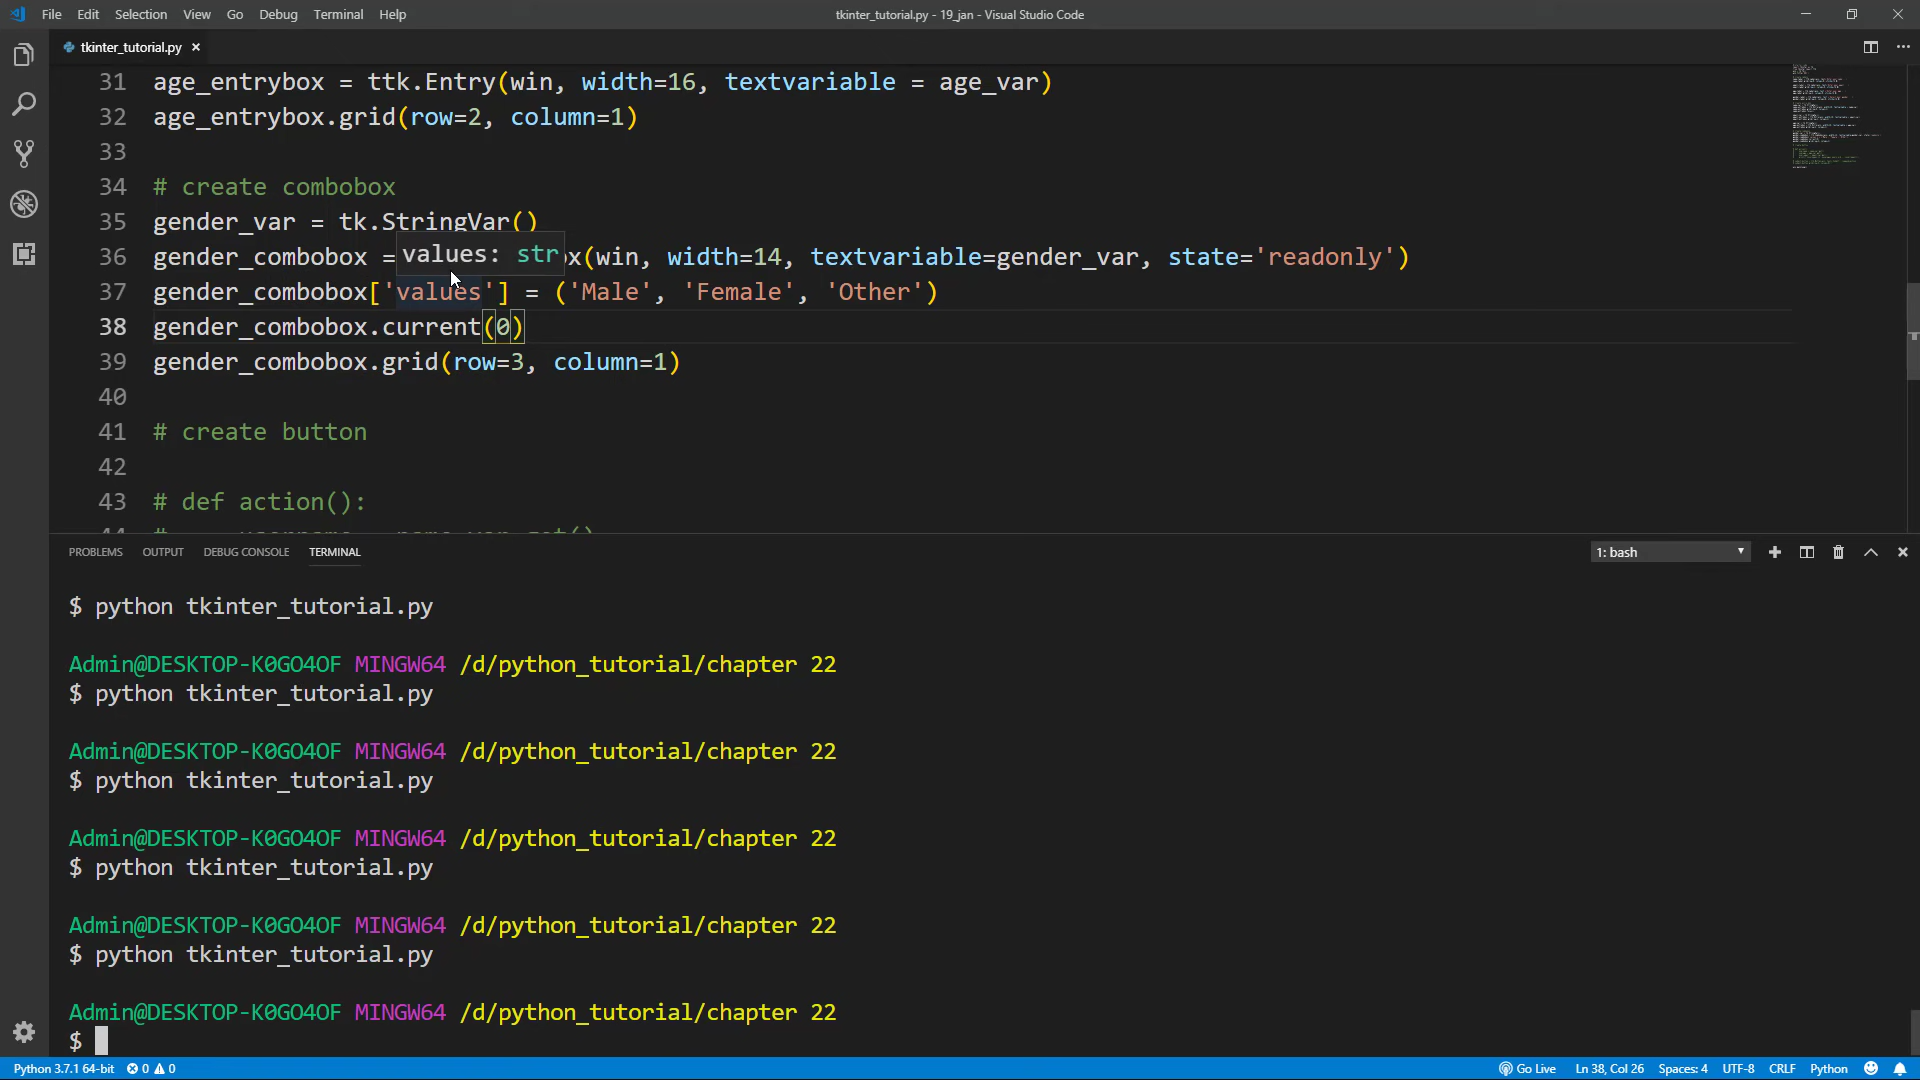 File Edit Selection View Go Debug Terminal Help
tkinter_tutorial.py - 19_jan - Visual Studio Code
tkinter_tutorial.py ×
31 age_entrybox = ttk.Entry(win, width=16, textvariable = age_var)
32 age_entrybox.grid(row=2, column=1)
33
34 # create combobox
35 gender_var = tk.StringVar()
values: str
36 gender_combobox = x(win, width=14, textvariable=gender_var, state='readonly')
37 gender_combobox['values'] = ('Male', 'Female', 'Other')
38 gender_combobox.current(0)
39 gender_combobox.grid(row=3, column=1)
40
41 # create button
42
43 # def action():
PROBLEMS OUTPUT DEBUG CONSOLE TERMINAL
1: bash
$ python tkinter_tutorial.py
Admin@DESKTOP-K0GO4OF MINGW64 /d/python_tutorial/chapter 22
$ python tkinter_tutorial.py
Admin@DESKTOP-K0GO4OF MINGW64 /d/python_tutorial/chapter 22
$ python tkinter_tutorial.py
Admin@DESKTOP-K0GO4OF MINGW64 /d/python_tutorial/chapter 22
$ python tkinter_tutorial.py
Admin@DESKTOP-K0GO4OF MINGW64 /d/python_tutorial/chapter 22
$ python tkinter_tutorial.py
Admin@DESKTOP-K0GO4OF MINGW64 /d/python_tutorial/chapter 22
$
Python 3.7.1 64-bit 0 0
Go Live Ln 38, Col 26 Spaces: 4 UTF-8 CRLF Python